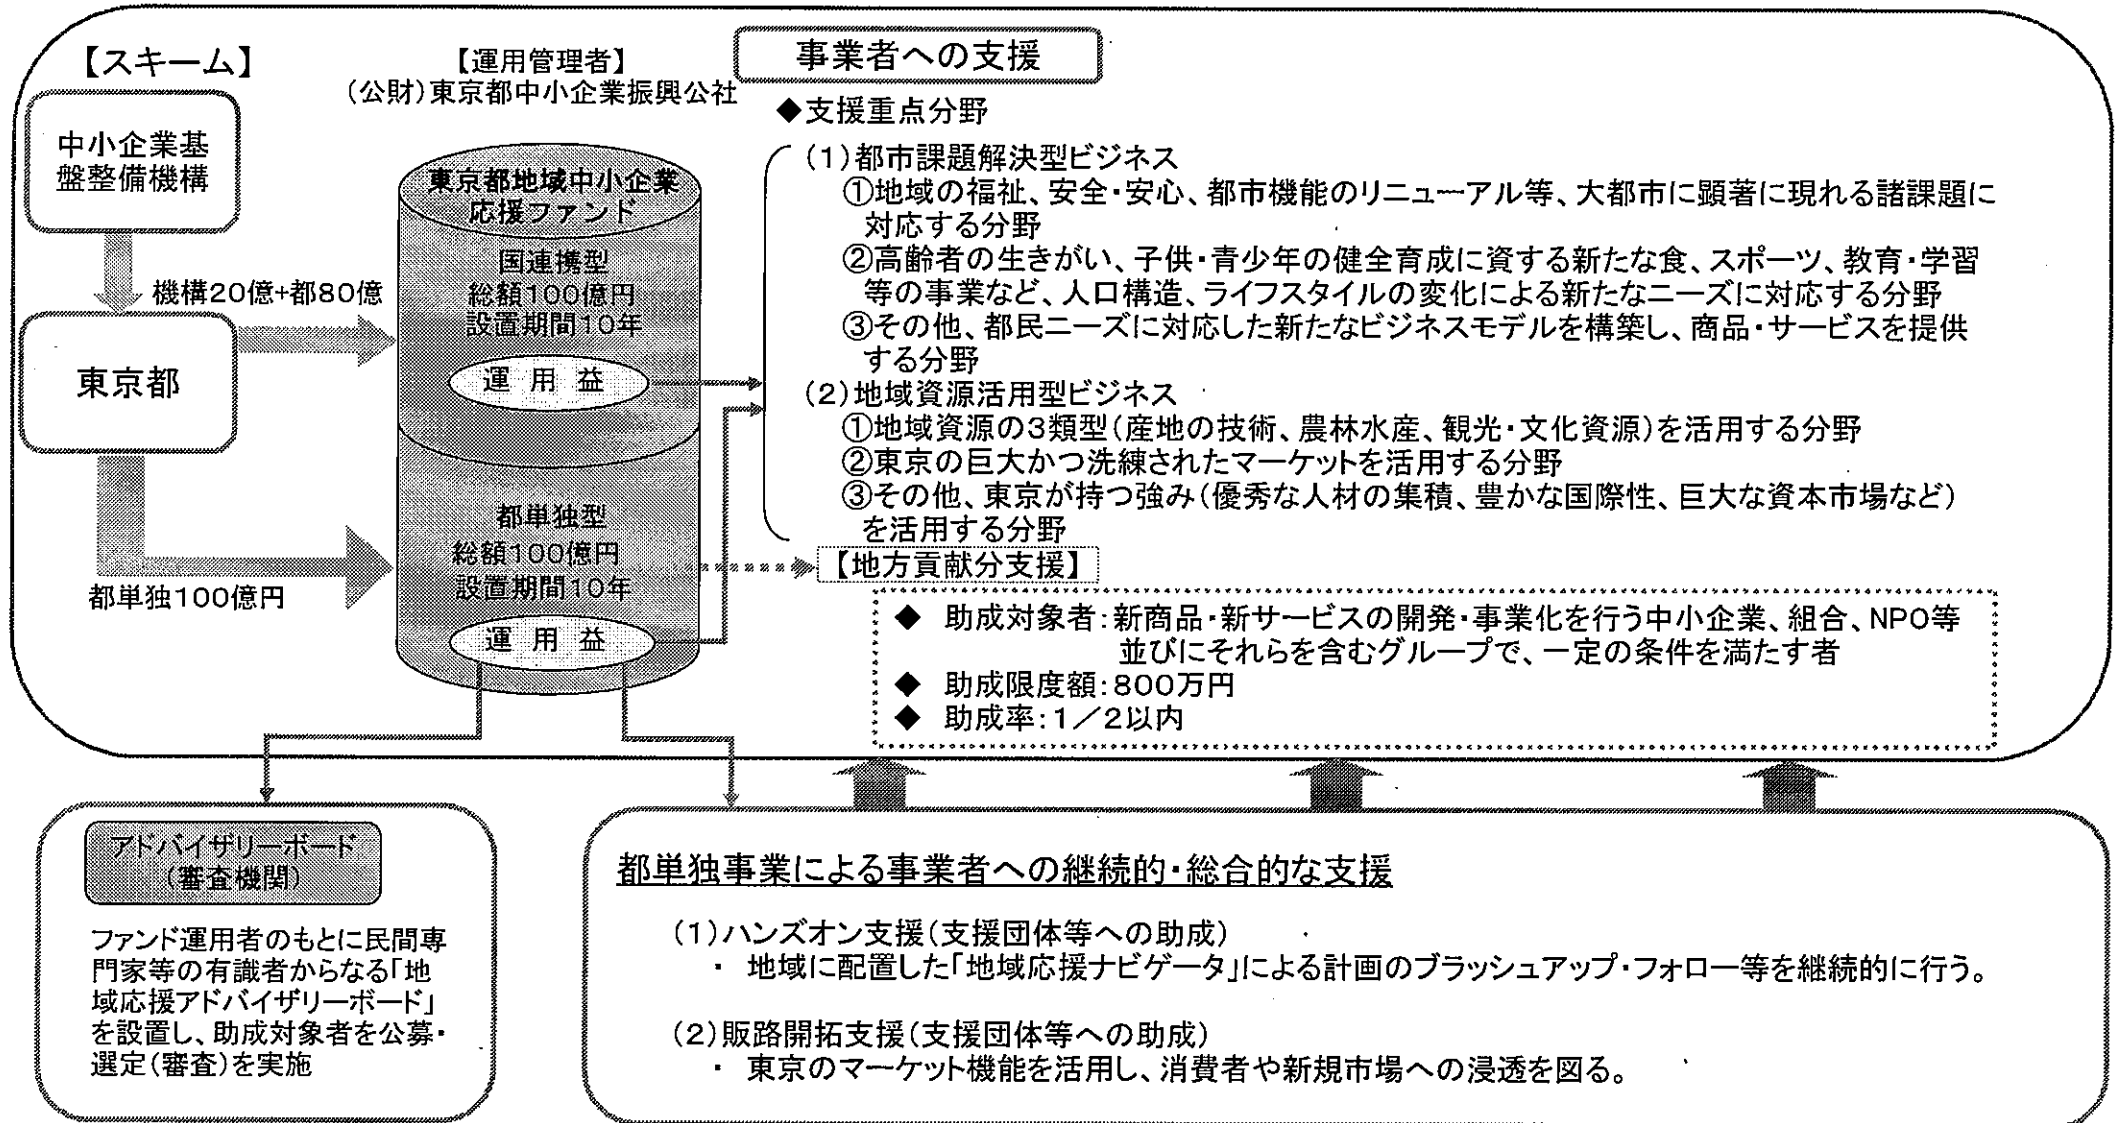 【スキーム】
中小企業基
盤整備機構
機構20億+都80億
東京都
都単独100億円
【運用管理者】
(公財)東京都中小企業振興公社
東京都地域中小企業
応援ファンド
国連携型
総額100億円
設置期間10年
運 用 益
都単独型
総額100億円
設置期間10年
運 用 益
事業者への支援
◆支援重点分野
(1)都市課題解決型ビジネス
①地域の福祉、安全・安心、都市機能のリニューアル等、大都市に顕著に現れる諸課題に
対応する分野
②高齢者の生きがい、子供・青少年の健全育成に資する新たな食、スポーツ、教育・学習
等の事業など、人口構造、ライフスタイルの変化による新たなニーズに対応する分野
③その他、都民ニーズに対応した新たなビジネスモデルを構築し、商品・サービスを提供
する分野
(2)地域資源活用型ビジネス
①地域資源の3類型(産地の技術、農林水産、観光・文化資源)を活用する分野
②東京の巨大かつ洗練されたマーケットを活用する分野
③その他、東京が持つ強み(優秀な人材の集積、豊かな国際性、巨大な資本市場など)
を活用する分野
【地方貢献分支援】
◆ 助成対象者:新商品・新サービスの開発・事業化を行う中小企業、組合、NPO等
並びにそれらを含むグループで、一定の条件を満たす者
◆ 助成限度額:800万円
◆ 助成率:1/2以内
アドバイザリーボード
(審査機関)
ファンド運用者のもとに民間専
門家等の有識者からなる「地
域応援アドバイザリーボード」
を設置し、助成対象者を公募・
選定(審査)を実施
都単独事業による事業者への継続的・総合的な支援
(1)ハンズオン支援(支援団体等への助成)
・ 地域に配置した「地域応援ナビゲータ」による計画のブラッシュアップ・フォロー等を継続的に行う。
(2)販路開拓支援(支援団体等への助成)
・ 東京のマーケット機能を活用し、消費者や新規市場への浸透を図る。